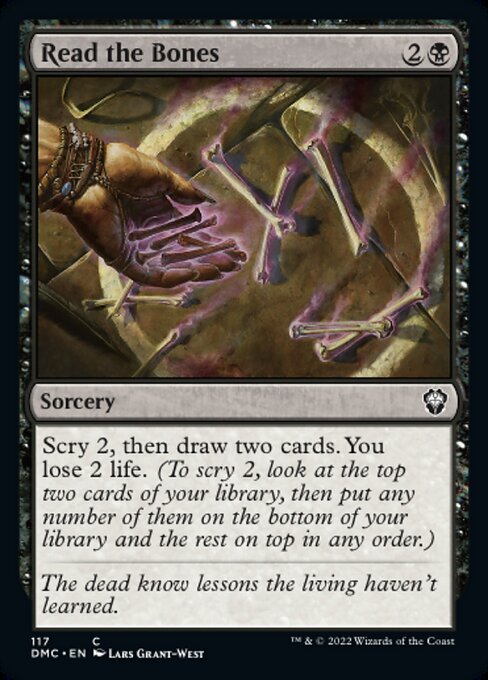 Read the Bones 2
Sorcery
Scry 2, then draw two cards. You
lose 2 life. (To scry 2, look at the top
two cards of your library, then put any
number of them on the bottom of your
library and the rest on top in any order.)
The dead know lessons the living haven't
learned.
117 C
DMC • EN Lars Grant-West
™ & © 2022 Wizards of the Coast